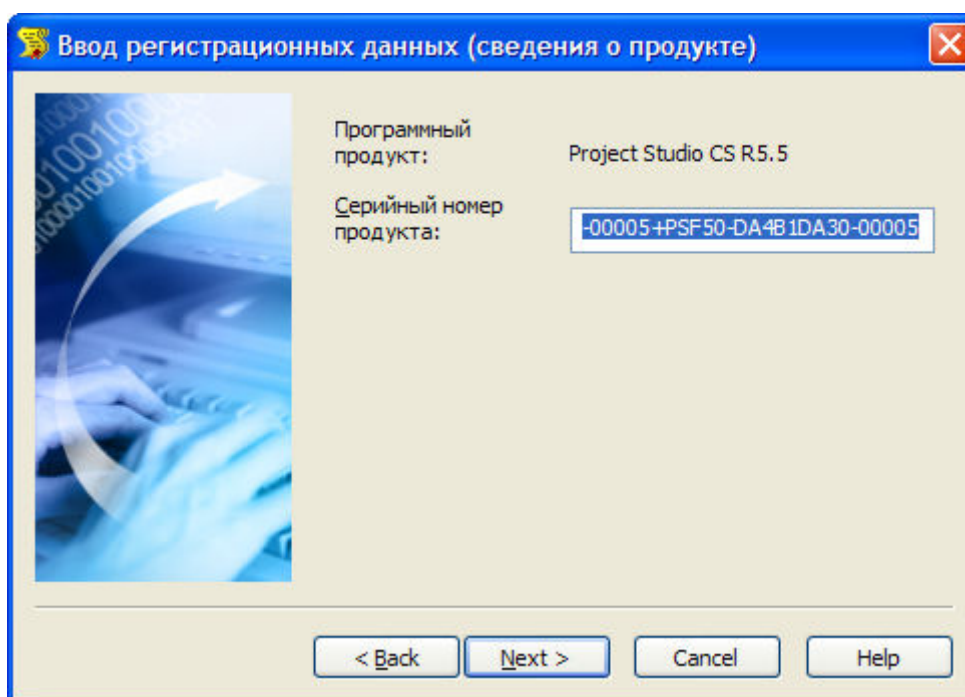 Ввод регистрационных данных (сведения о продукте)
Программный
продукт:
Project Studio CS R5.5
Серийный номер
продукта:
-00005+PSF50-DA4B1DA30-00005
< Back
Next >
Cancel
Help